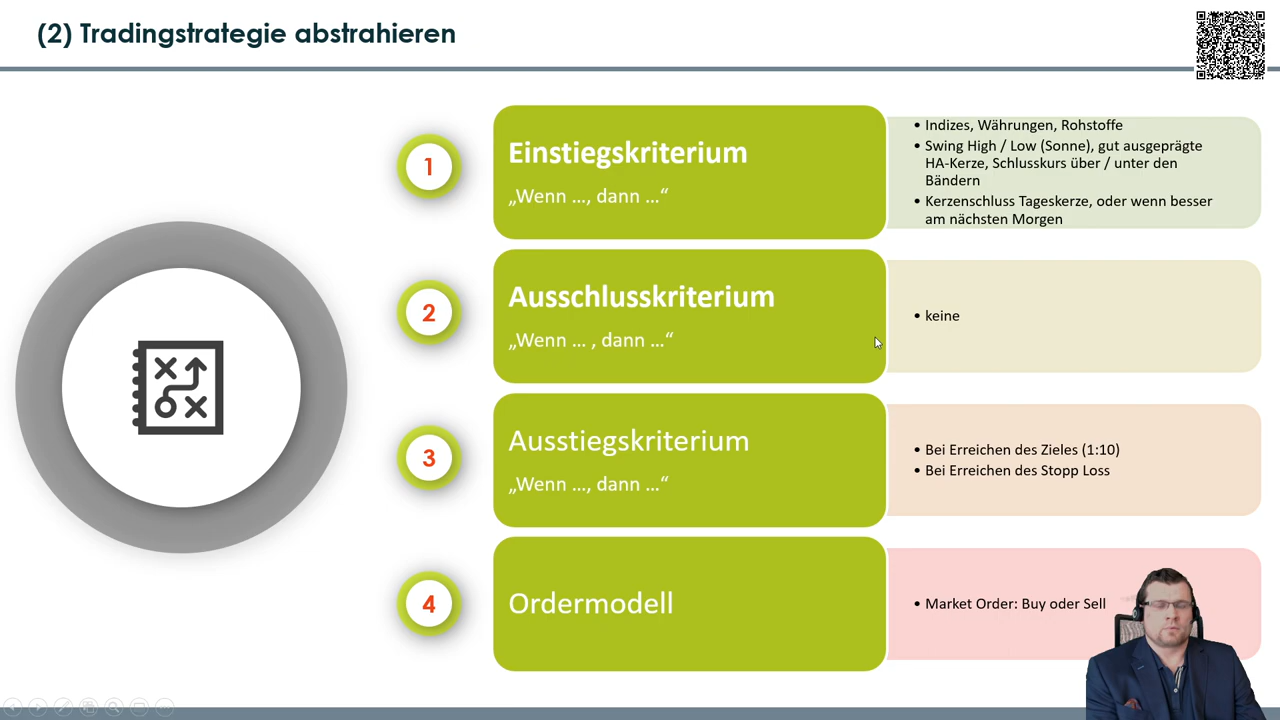 (2) Tradingstrategie abstrahieren
1
Einstiegskriterium
„Wenn ..., dann ...“
• Indizes, Währungen, Rohstoffe
• Swing High / Low (Sonne), gut ausgeprägte
HA-Kerze, Schlusskurs über / unter den
Bändern
• Kerzenschluss Tageskerze, oder wenn besser
am nächsten Morgen
2
Ausschlusskriterium
„Wenn ... , dann ...“
• keine
3
Ausstiegskriterium
„Wenn ..., dann ...“
• Bei Erreichen des Zieles (1:10)
• Bei Erreichen des Stopp Loss
4
Ordermodell
• Market Order: Buy oder Sell